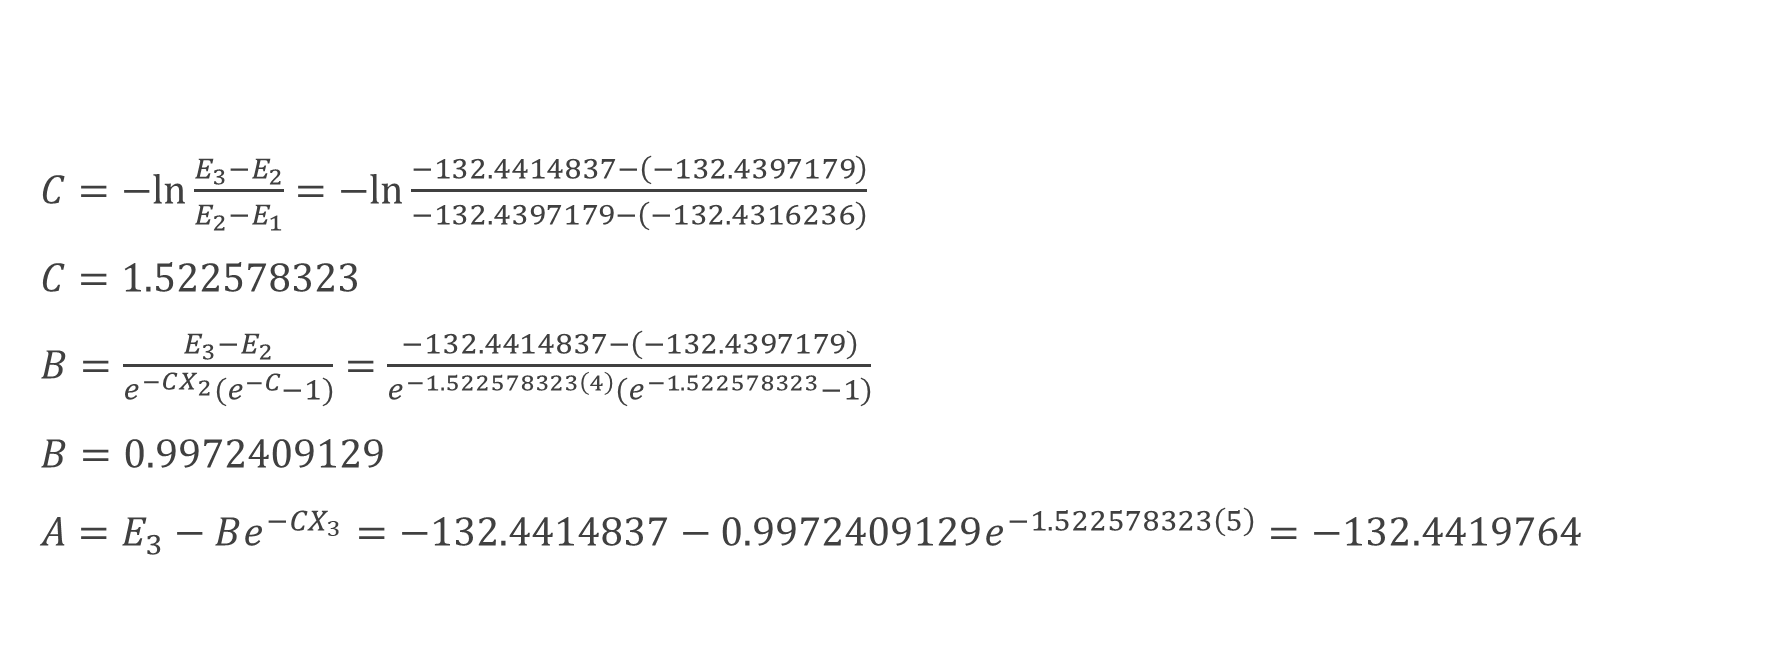 C = −ln (E₃−E₂)/(E₂−E₁) = −ln (−132.4414837−(−132.4397179))/(−132.4397179−(−132.4316236))
C = 1.522578323
B = (E₃−E₂)/(e^(−CX₂)(e^(−C)−1)) = (−132.4414837−(−132.4397179))/(e^(−1.522578323(4))(e^(−1.522578323)−1))
B = 0.9972409129
A = E₃ − Be^(−CX₃) = −132.4414837 − 0.9972409129e^(−1.522578323(5)) = −132.4419764